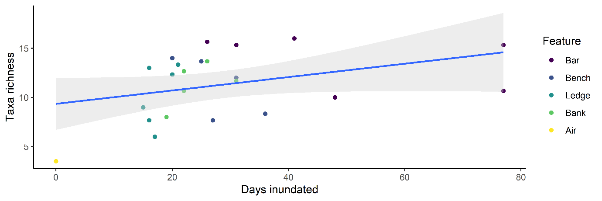 Taxa richness
15
10
5
0
20
40
60
80
Days inundated
Feature
Bar
Bench
Ledge
Bank
Air